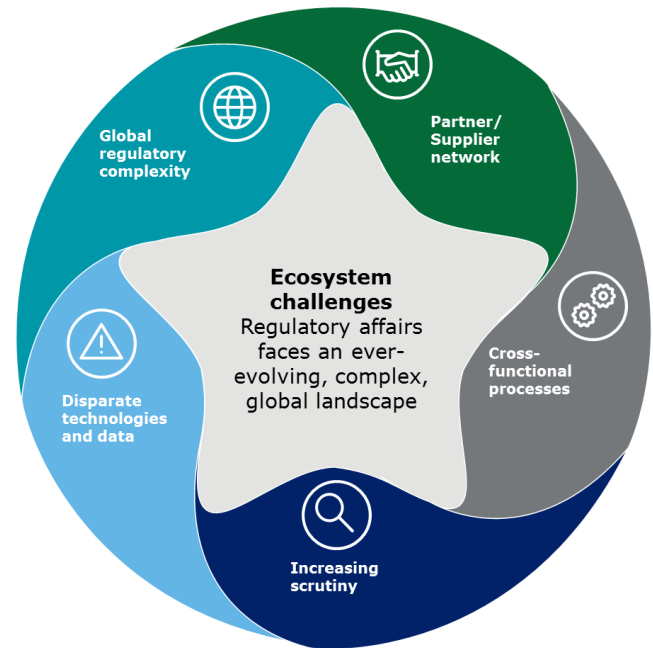 Global
regulatory
complexity
Partner/
Supplier
network
Ecosystem
challenges
Regulatory affairs
faces an ever-
evolving, complex,
global landscape
Cross-
functional
processes
Disparate
technologies
and data
Increasing
scrutiny